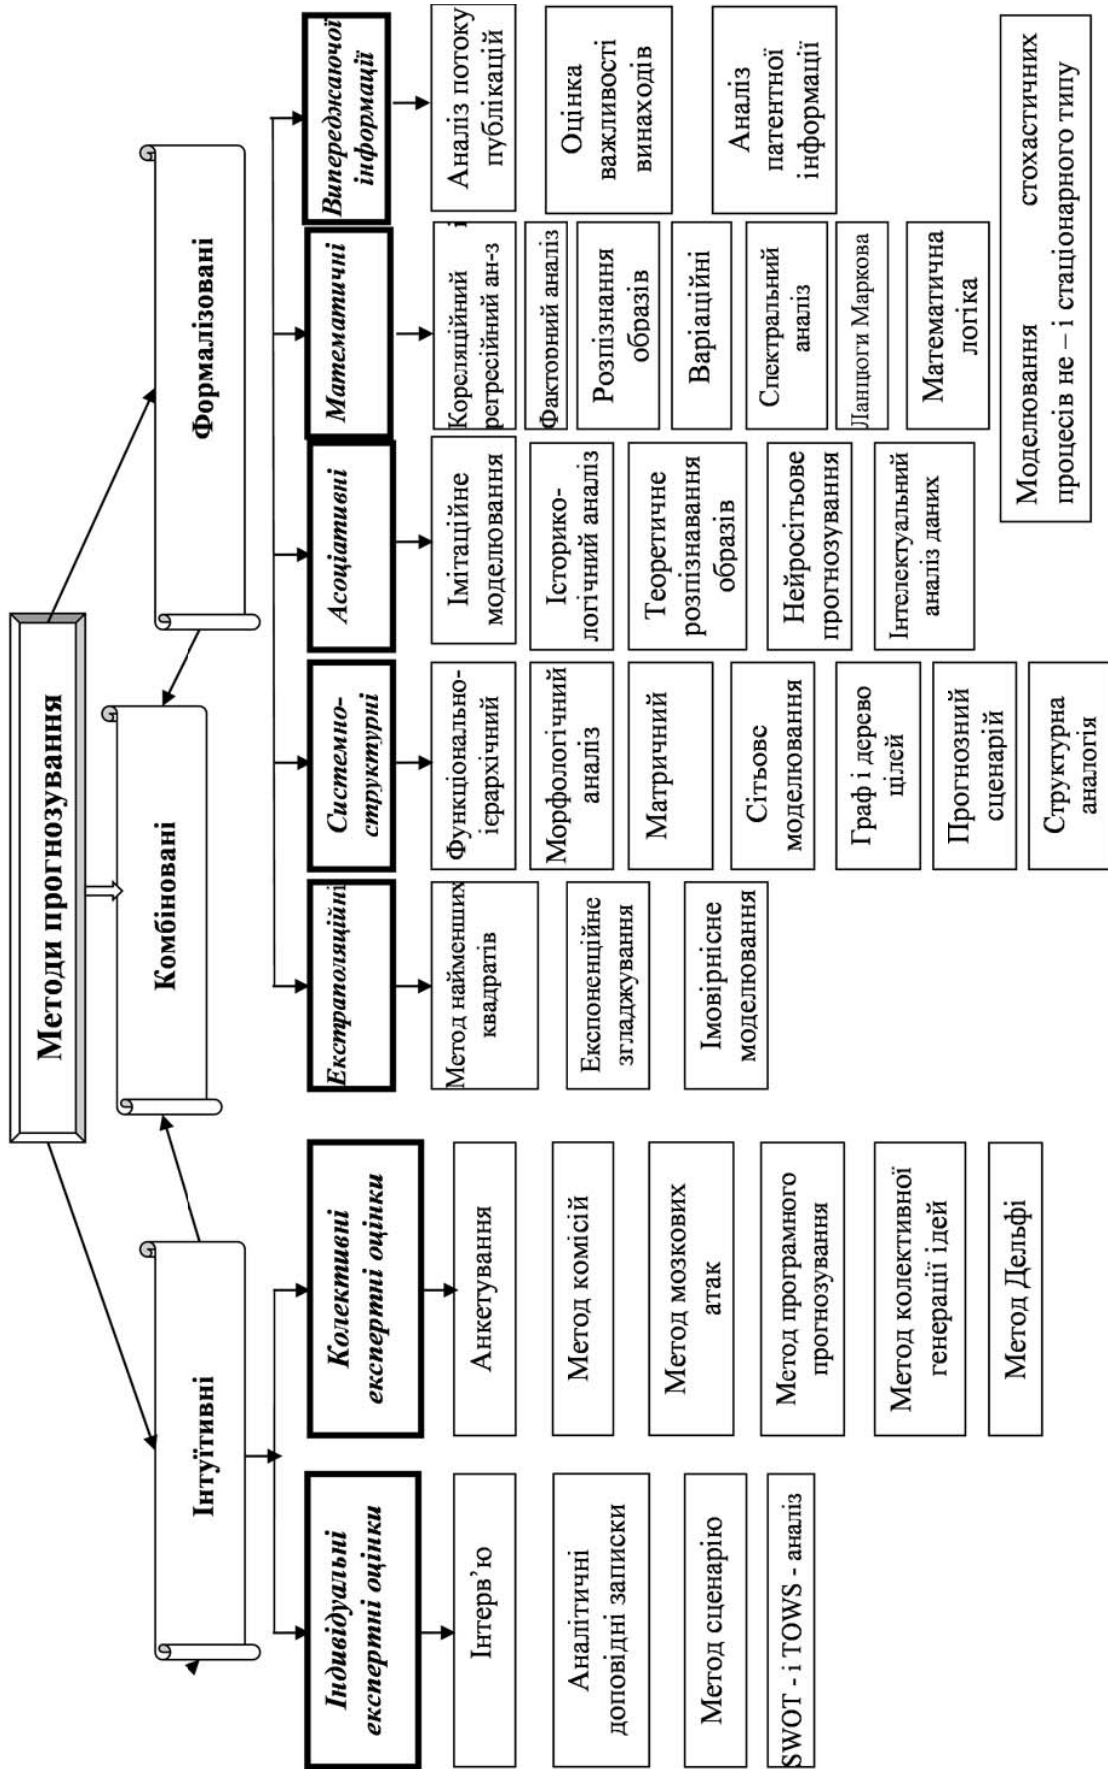 Методи прогнозування
Інтуїтивні
Комбіновані
Формалізовані
Індивідуальні
експертні оцінки
Інтерв’ю
Аналітичні
доповідні записки
Метод сценарію
SWOT - і TOWS - аналіз
Колективні
експертні оцінки
Анкетування
Метод комісій
Метод мозкових
атак
Метод програмного
прогнозування
Метод колективної
генерації ідей
Метод Дельфі
Екстраполяційні
Метод найменших
квадратів
Експоненційне
згладжування
Імовірнісне
моделювання
Системно-
структурні
Функціонально-
ієрархічний
Морфологічний
аналіз
Матричний
Сітьове
моделювання
Граф і дерево
цілей
Прогнозний
сценарій
Структурна
аналогія
Асоціативні
Імітаційне
моделювання
Історико-
логічний аналіз
Теоретичне
розпізнавання
образів
Нейросітьове
прогнозування
Інтелектуальний
аналіз даних
Математичні
Кореляційний і
регресійний ан-з
Факторний аналіз
Розпізнання
образів
Варіаційні
Спектральний
аналіз
Ланцюги Маркова
Математична
логіка
Моделювання стохастичних
процесів не – і стаціонарного типу
Випереджаючої
інформації
Аналіз потоку
публікацій
Оцінка
важливості
винаходів
Аналіз
патентної
інформації